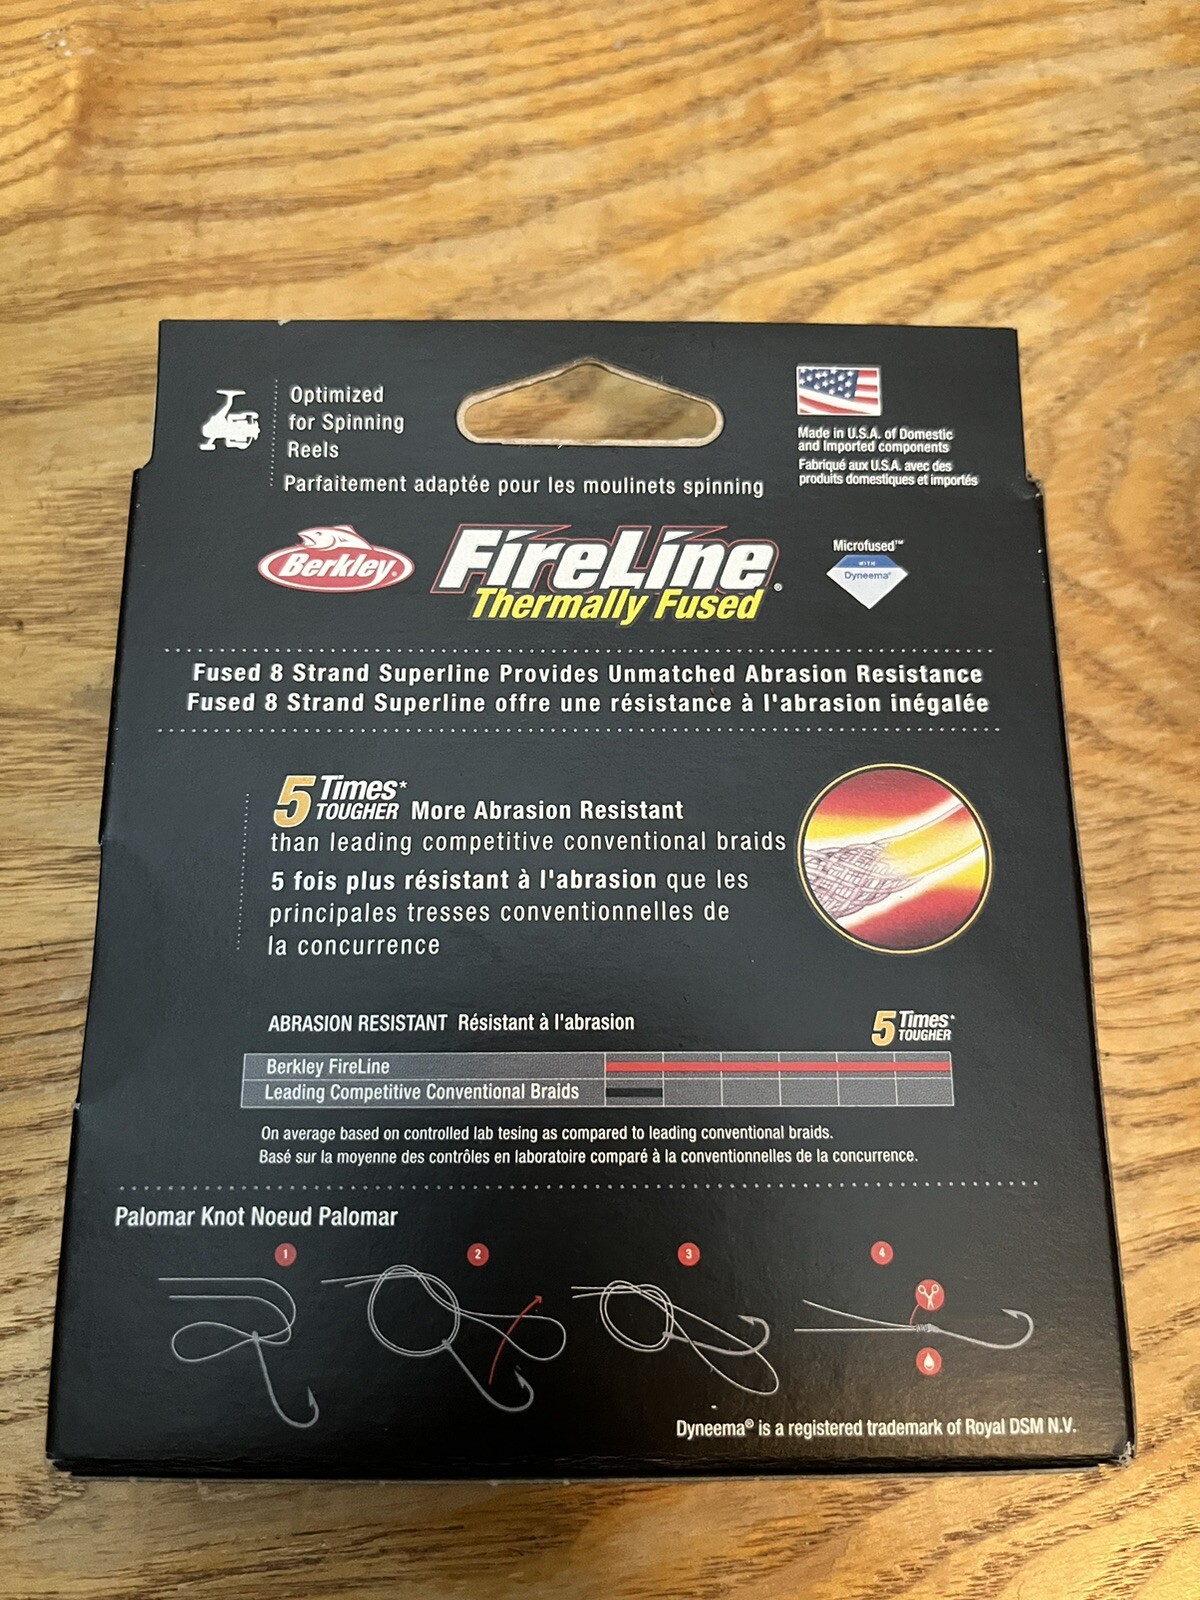 Optimized
for Spinning
Reels
Parfaitement adaptée pour les moulinets spinning
Made in U.S.A. of Domestic
and Imported components
Fabriqué aux U.S.A. avec des
produits domestiques et importés
Berkley®
FireLine®
Thermally Fused
Microfused™
WITH
Dyneema®
Fused 8 Strand Superline Provides Unmatched Abrasion Resistance
Fused 8 Strand Superline offre une résistance à l'abrasion inégalée
5 Times*
TOUGHER More Abrasion Resistant
than leading competitive conventional braids
5 fois plus résistant à l'abrasion que les
principales tresses conventionnelles de
la concurrence
ABRASION RESISTANT Résistant à l'abrasion
5 Times*
TOUGHER
Berkley FireLine
Leading Competitive Conventional Braids
On average based on controlled lab tesing as compared to leading conventional braids.
Basé sur la moyenne des contrôles en laboratoire comparé à la conventionnelles de la concurrence.
Palomar Knot Noeud Palomar
1 2 3 4
Dyneema® is a registered trademark of Royal DSM N.V.